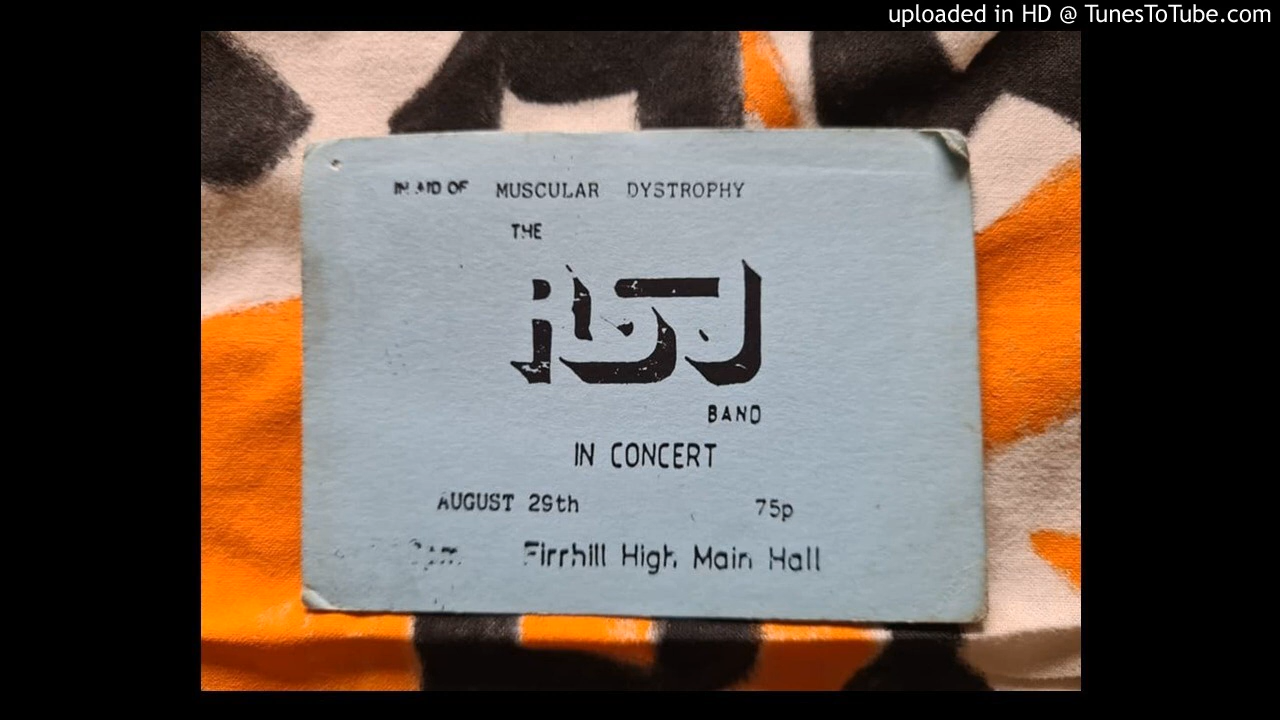 uploaded in HD @ TunesToTube.com
IN AID OF MUSCULAR DYSTROPHY
THE
BAND
IN CONCERT
AUGUST 29th 75p
Firrhill High Main Hall